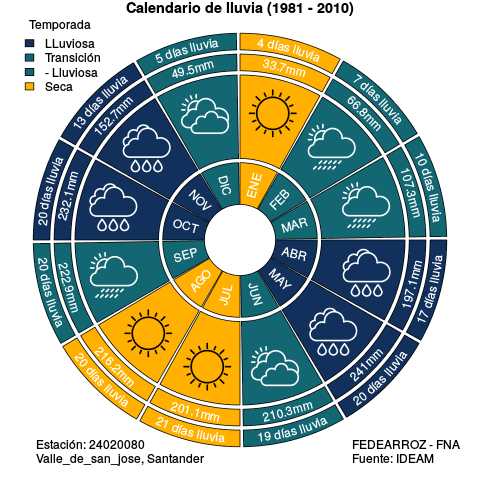 Calendario de lluvia (1981 - 2010)
Temporada
LLuviosa
Transición
- Lluviosa
Seca
4 días lluvia
33.7mm
ENE
7 días lluvia
66.8mm
FEB
10 días lluvia
107.3mm
MAR
17 días lluvia
197.1mm
ABR
20 días lluvia
241mm
MAY
19 días lluvia
210.3mm
JUN
21 días lluvia
201.1mm
JUL
20 días lluvia
216.2mm
AGO
20 días lluvia
222.9mm
SEP
20 días lluvia
232.1mm
OCT
13 días lluvia
152.7mm
NOV
5 días lluvia
49.5mm
DIC
Estación: 24020080
Valle_de_san_jose, Santander
FEDEARROZ - FNA
Fuente: IDEAM